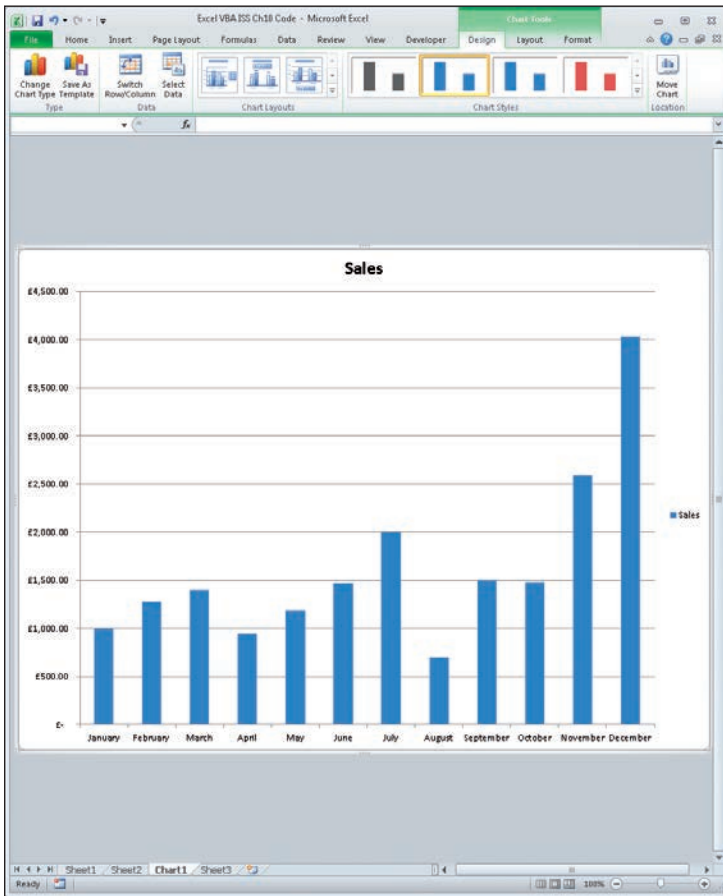 Excel VBA ISS Ch18 Code - Microsoft Excel
Chart Tools
File Home Insert Page Layout Formulas Data Review View Developer Design Layout Format
Change Chart Type
Save As Template
Switch Row/Column
Select Data
Move Chart
Type Data Chart Layouts Chart Styles Location
fx
Sales
£4,500.00
£4,000.00
£3,500.00
£3,000.00
£2,500.00
£2,000.00
£1,500.00
£1,000.00
£500.00
£-
Sales
January February March April May June July August September October November December
Sheet1 Sheet2 Chart1 Sheet3
Ready 100%